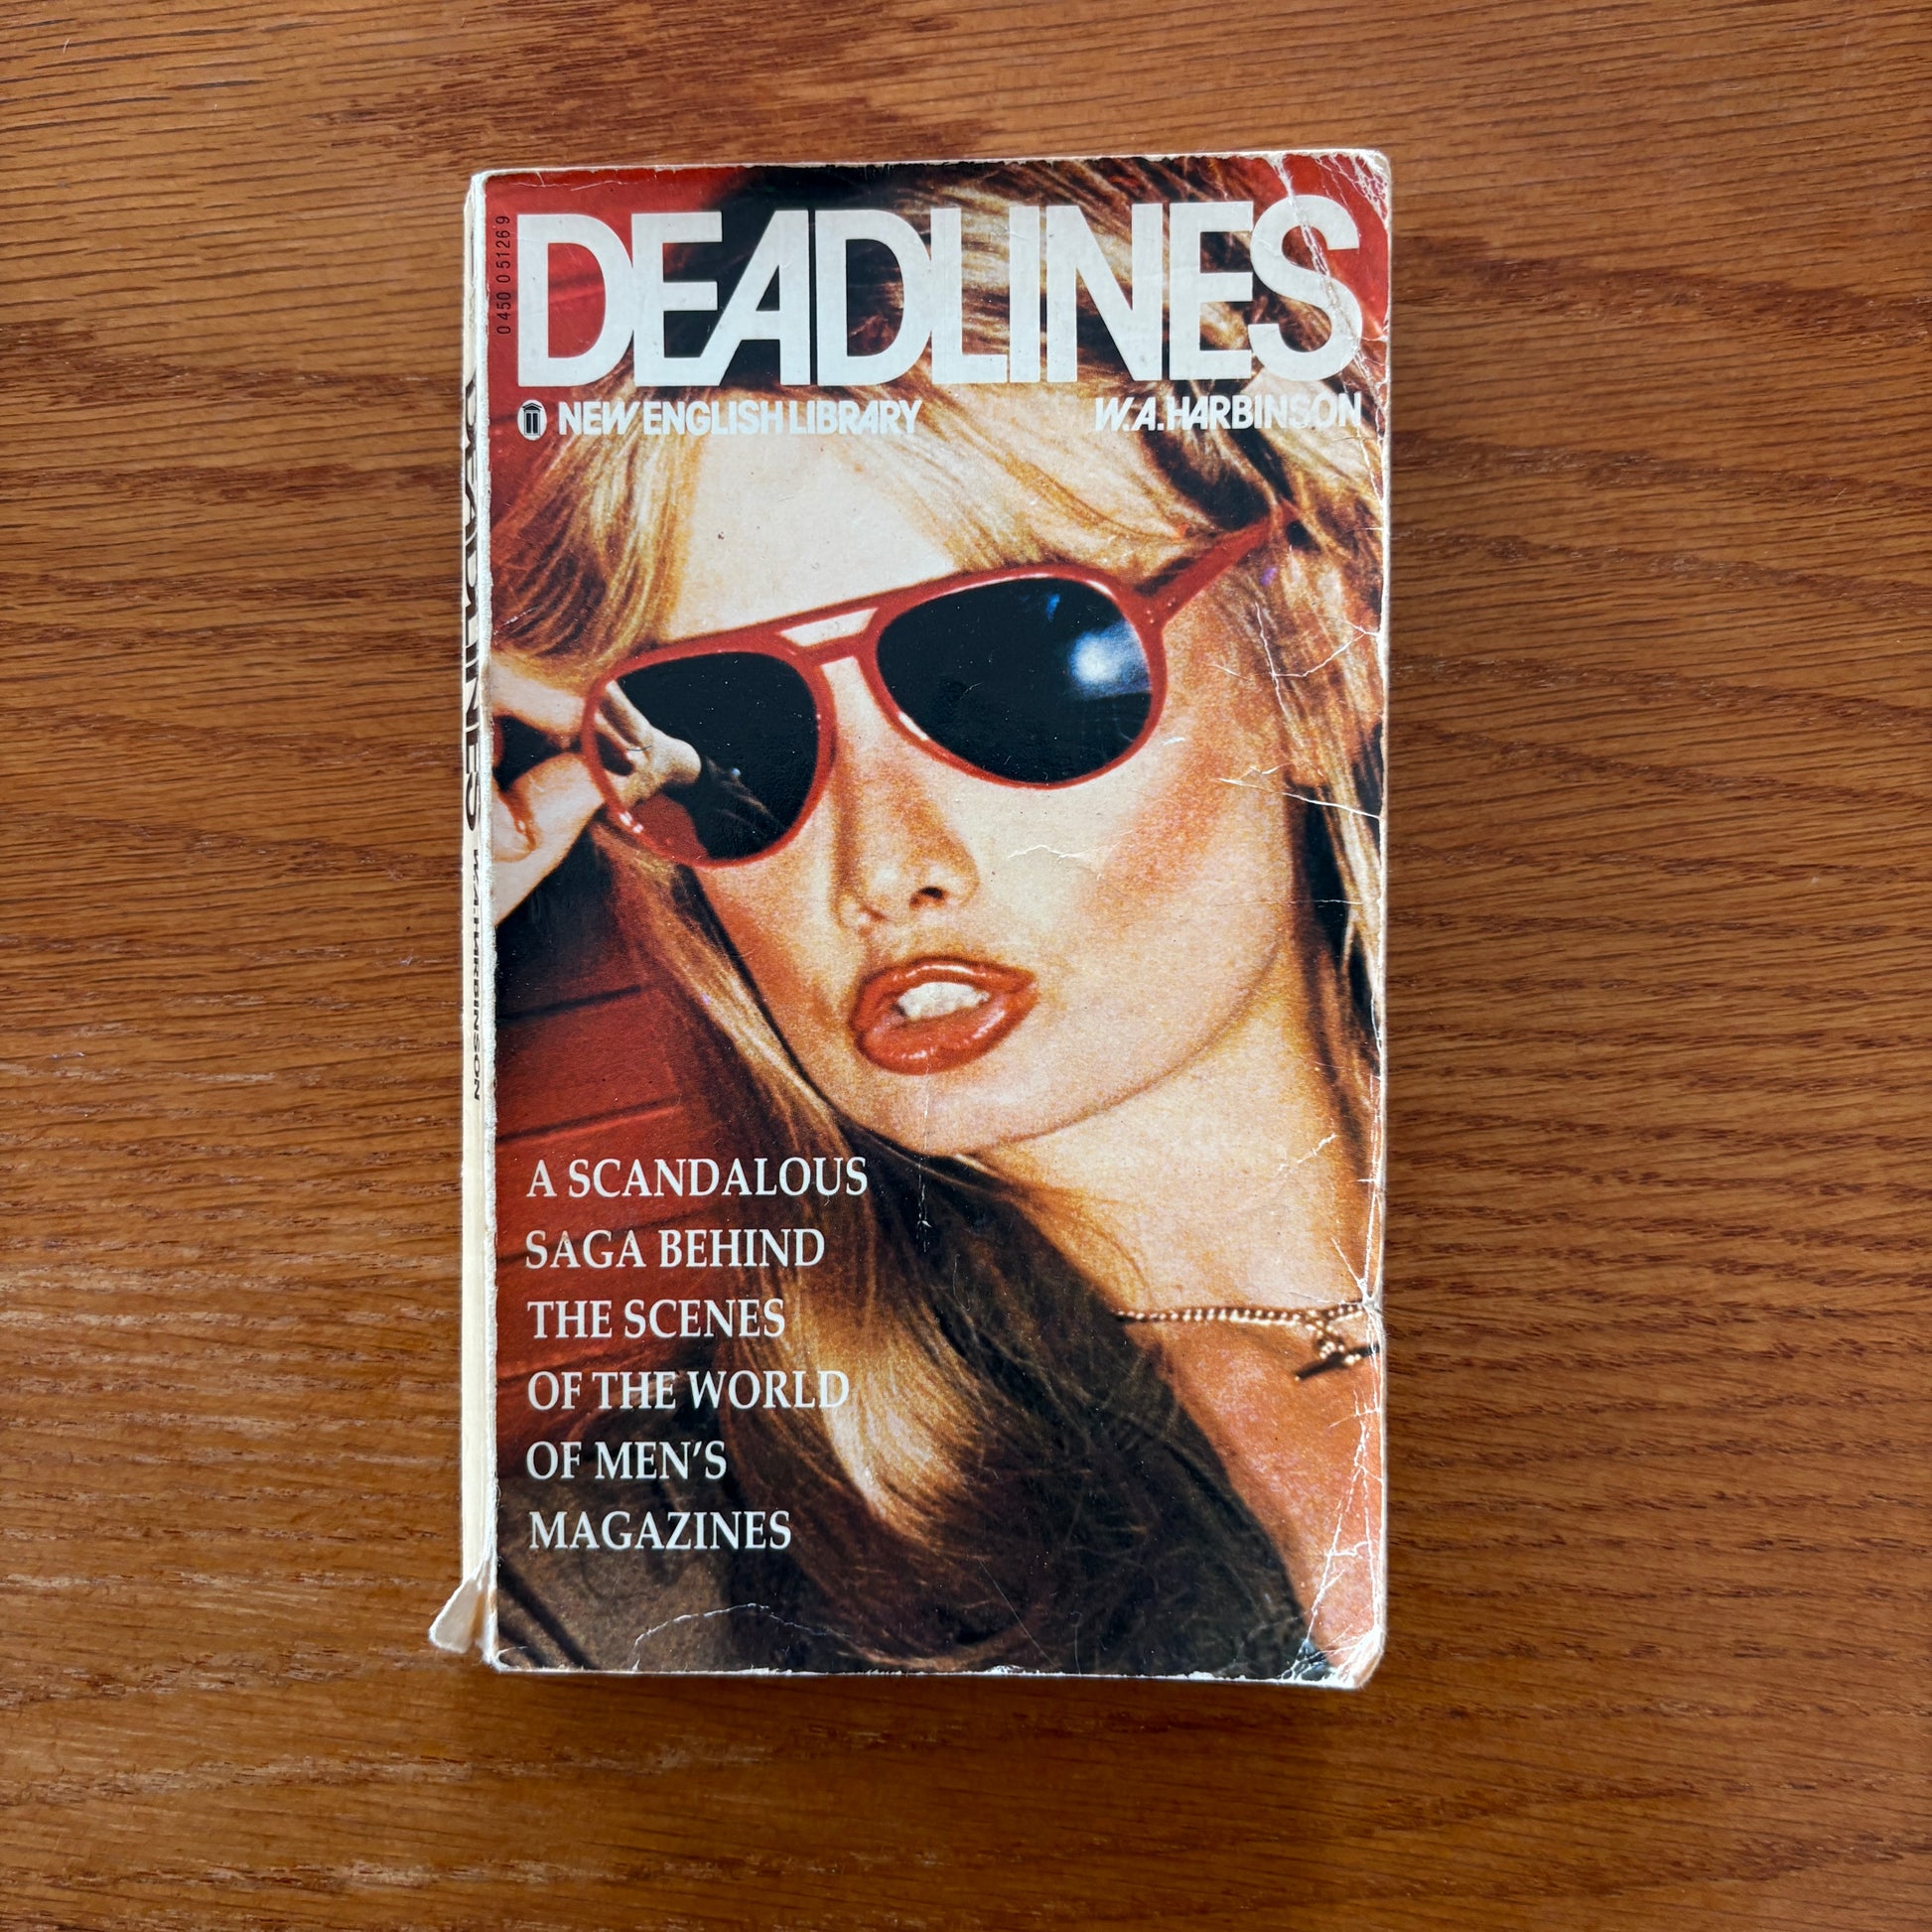 DEADLINES
NEW ENGLISH LIBRARY
W.A. HARBINSON
0 450 05126 9
A SCANDALOUS
SAGA BEHIND
THE SCENES
OF THE WORLD
OF MEN'S
MAGAZINES
DEADLINES W.A. HARBINSON